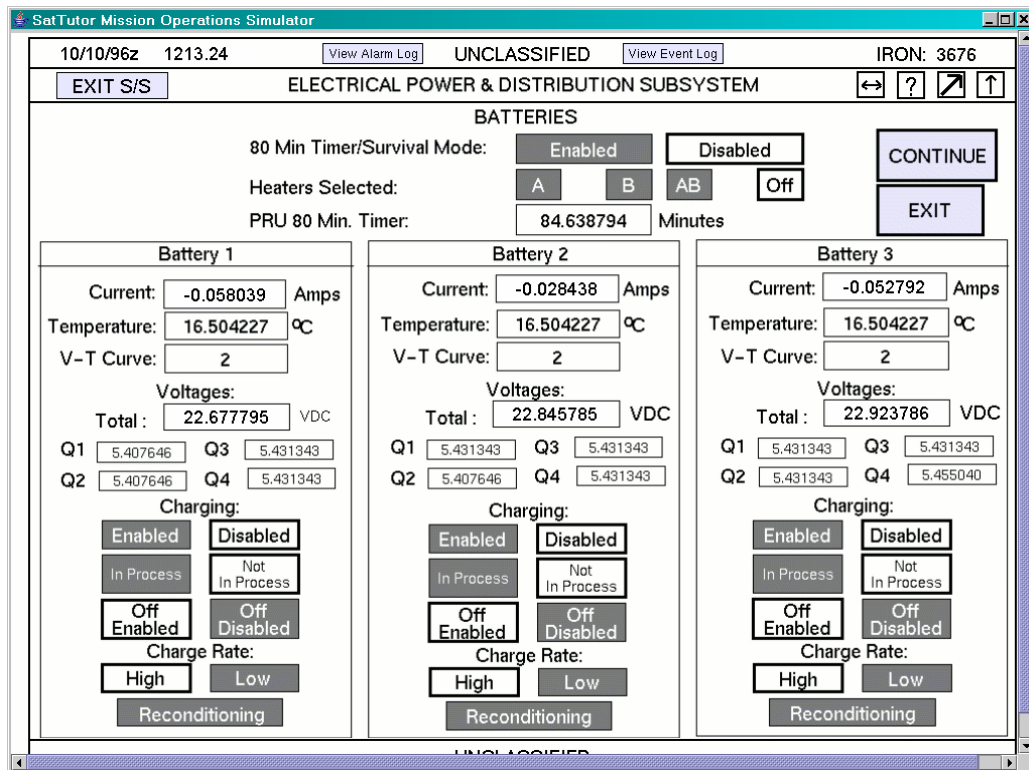 SatTutor Mission Operations Simulator
10/10/96z 1213.24 View Alarm Log UNCLASSIFIED View Event Log IRON: 3676
EXIT S/S ELECTRICAL POWER & DISTRIBUTION SUBSYSTEM ?
BATTERIES
80 Min Timer/Survival Mode: Enabled Disabled CONTINUE
Heaters Selected: A B AB Off
EXIT
PRU 80 Min. Timer: 84.638794 Minutes
Battery 1
Current: -0.058039 Amps
Temperature: 16.504227 ºC
V-T Curve: 2
Voltages:
Total : 22.677795 VDC
Q1 5.407646 Q3 5.431343
Q2 5.407646 Q4 5.431343
Charging:
Enabled Disabled
In Process Not
In Process
Off Off
Enabled Disabled
Charge Rate:
High Low
Reconditioning
Battery 2
Current: -0.028438 Amps
Temperature: 16.504227 ºC
V-T Curve: 2
Voltages:
Total : 22.845785 VDC
Q1 5.431343 Q3 5.431343
Q2 5.407646 Q4 5.431343
Charging:
Enabled Disabled
In Process Not
In Process
Off Off
Enabled Disabled
Charge Rate:
High Low
Reconditioning
Battery 3
Current: -0.052792 Amps
Temperature: 16.504227 ºC
V-T Curve: 2
Voltages:
Total : 22.923786 VDC
Q1 5.431343 Q3 5.431343
Q2 5.431343 Q4 5.455040
Charging:
Enabled Disabled
In Process Not
In Process
Off Off
Enabled Disabled
Charge Rate:
High Low
Reconditioning
UNCLASSIFIED